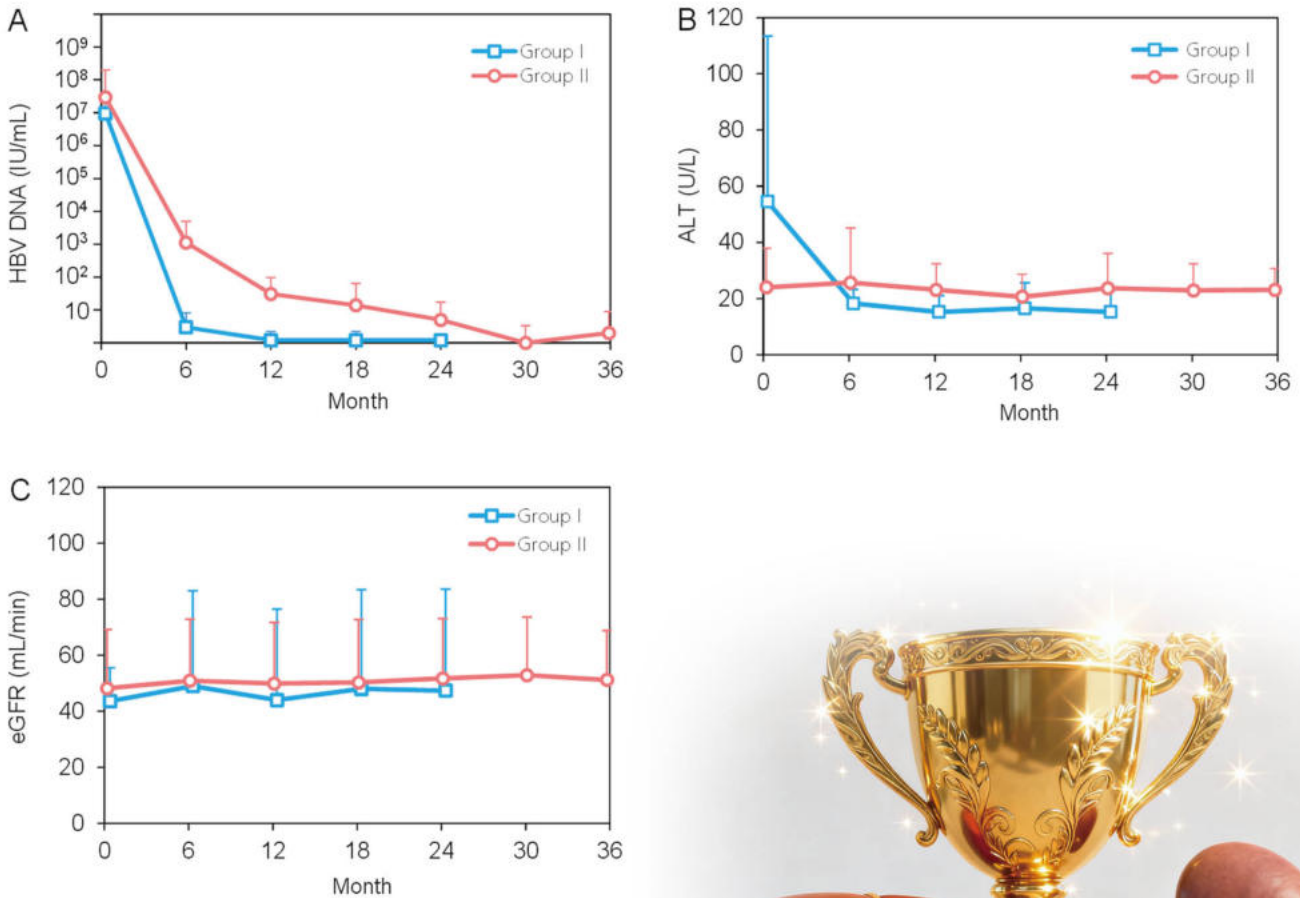 A
HBV DNA (IU/mL)
10⁹
10⁸
10⁷
10⁶
10⁵
10⁴
10³
10²
10
0 6 12 18 24 30 36
Month
Group I
Group II
B
ALT (U/L)
120
100
80
60
40
20
0
0 6 12 18 24 30 36
Month
Group I
Group II
C
eGFR (mL/min)
120
100
80
60
40
20
0
0 6 12 18 24 30 36
Month
Group I
Group II